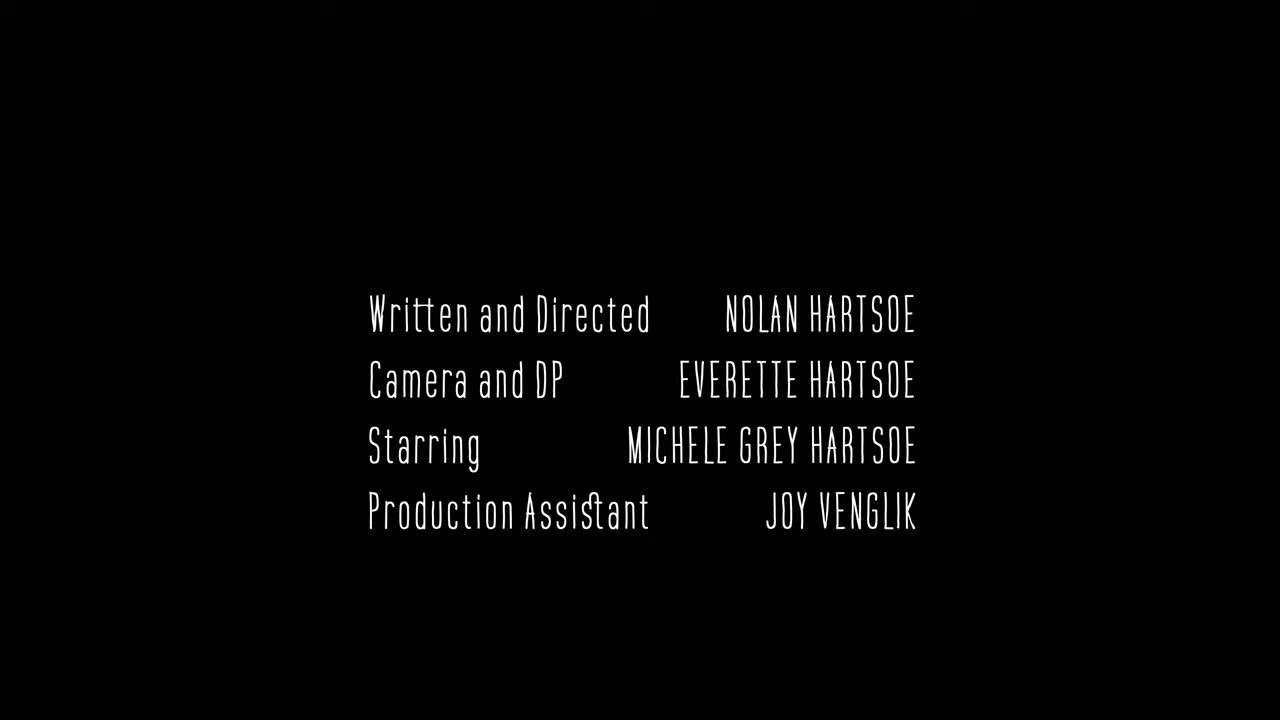 Written and Directed NOLAN HARTSOE
Camera and DP EVERETTE HARTSOE
Starring MICHELE GREY HARTSOE
Production Assistant JOY VENGLIK